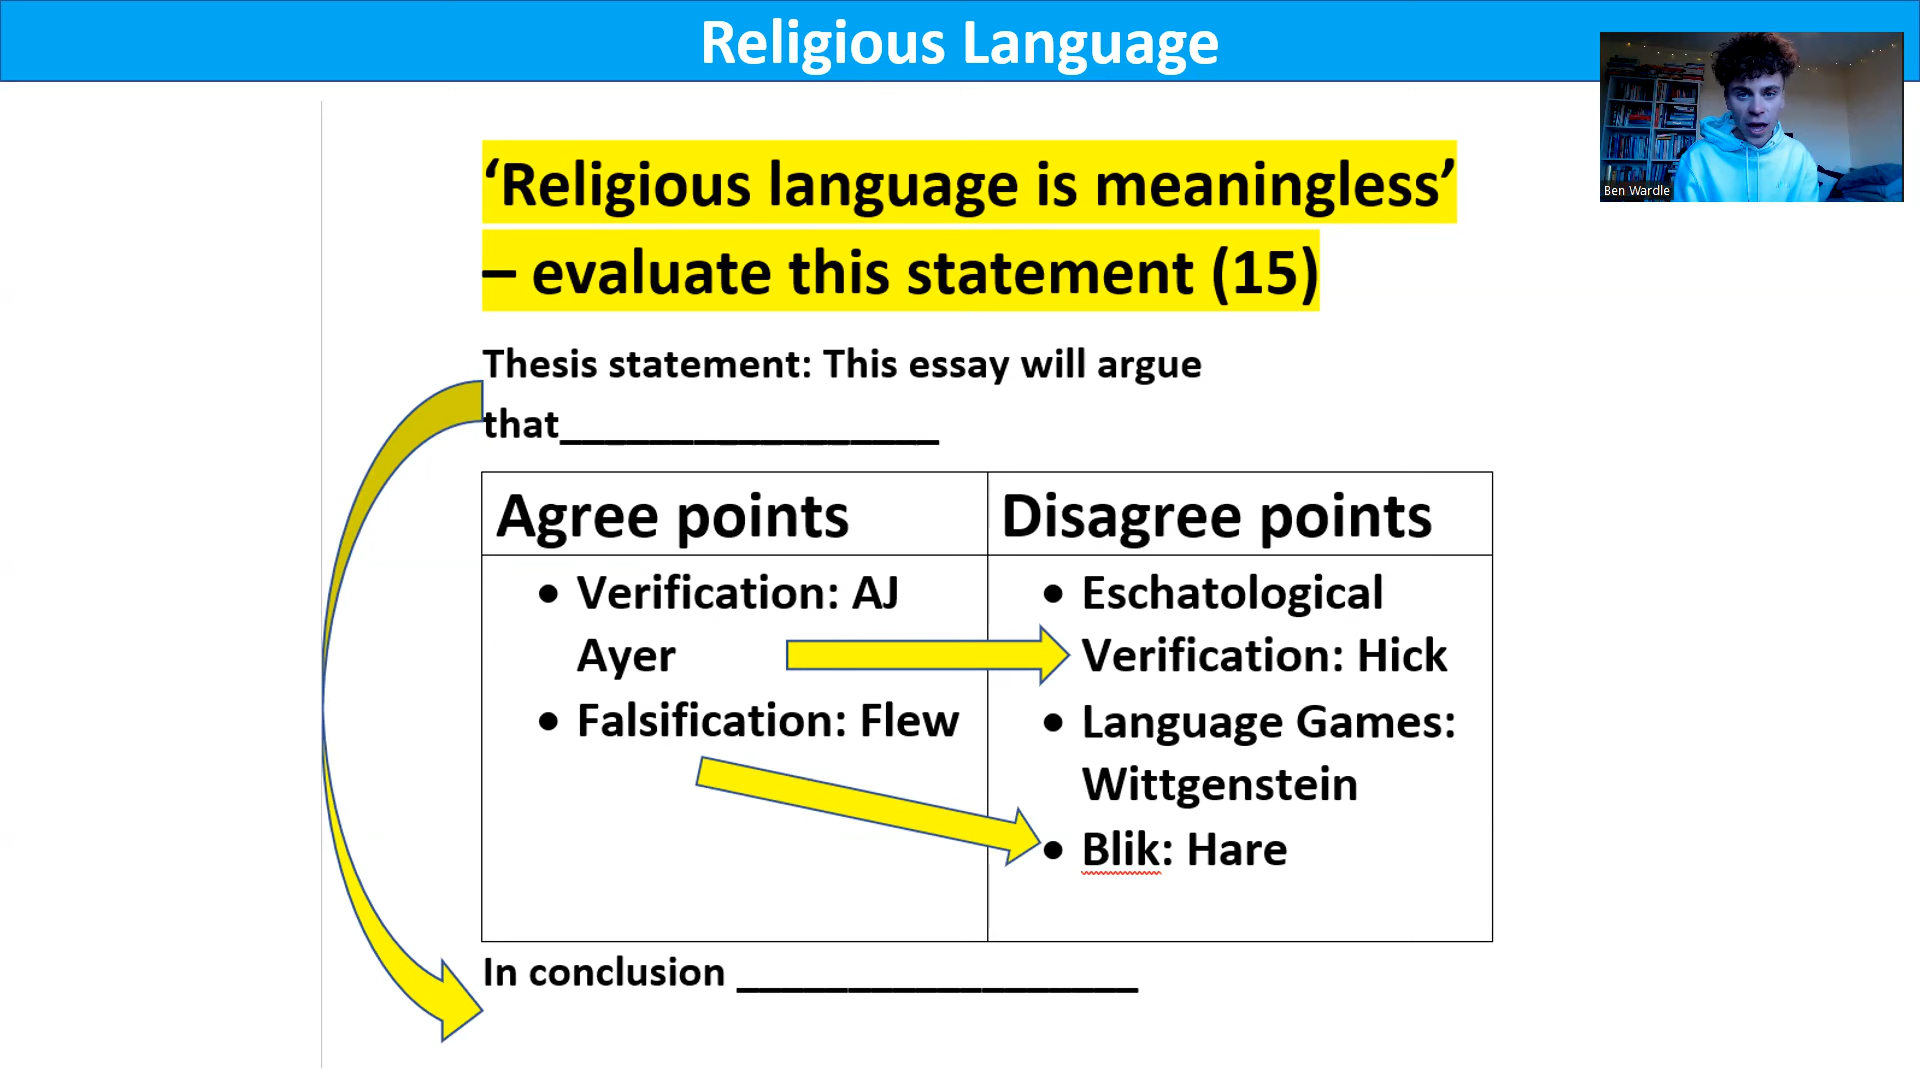 Religious Language
Ben Wardle
‘Religious language is meaningless’
– evaluate this statement (15)
Thesis statement: This essay will argue
that_________________
Agree points
Disagree points
• Verification: AJ
Ayer
• Falsification: Flew
• Eschatological
Verification: Hick
• Language Games:
Wittgenstein
• Blik: Hare
In conclusion __________________